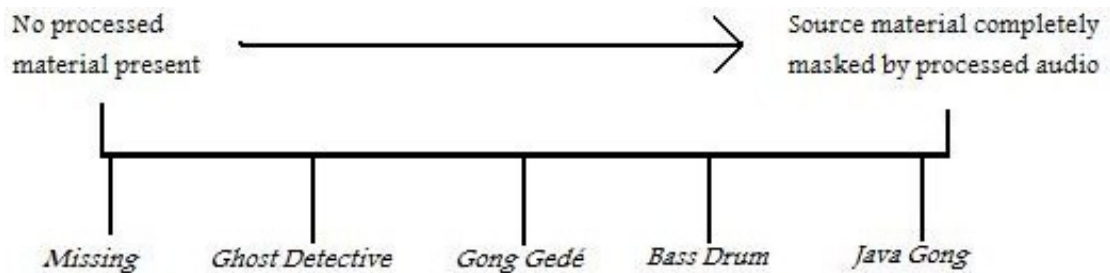 No processed
material present
Source material completely
masked by processed audio
Missing
Ghost Detective
Gong Gedé
Bass Drum
Java Gong